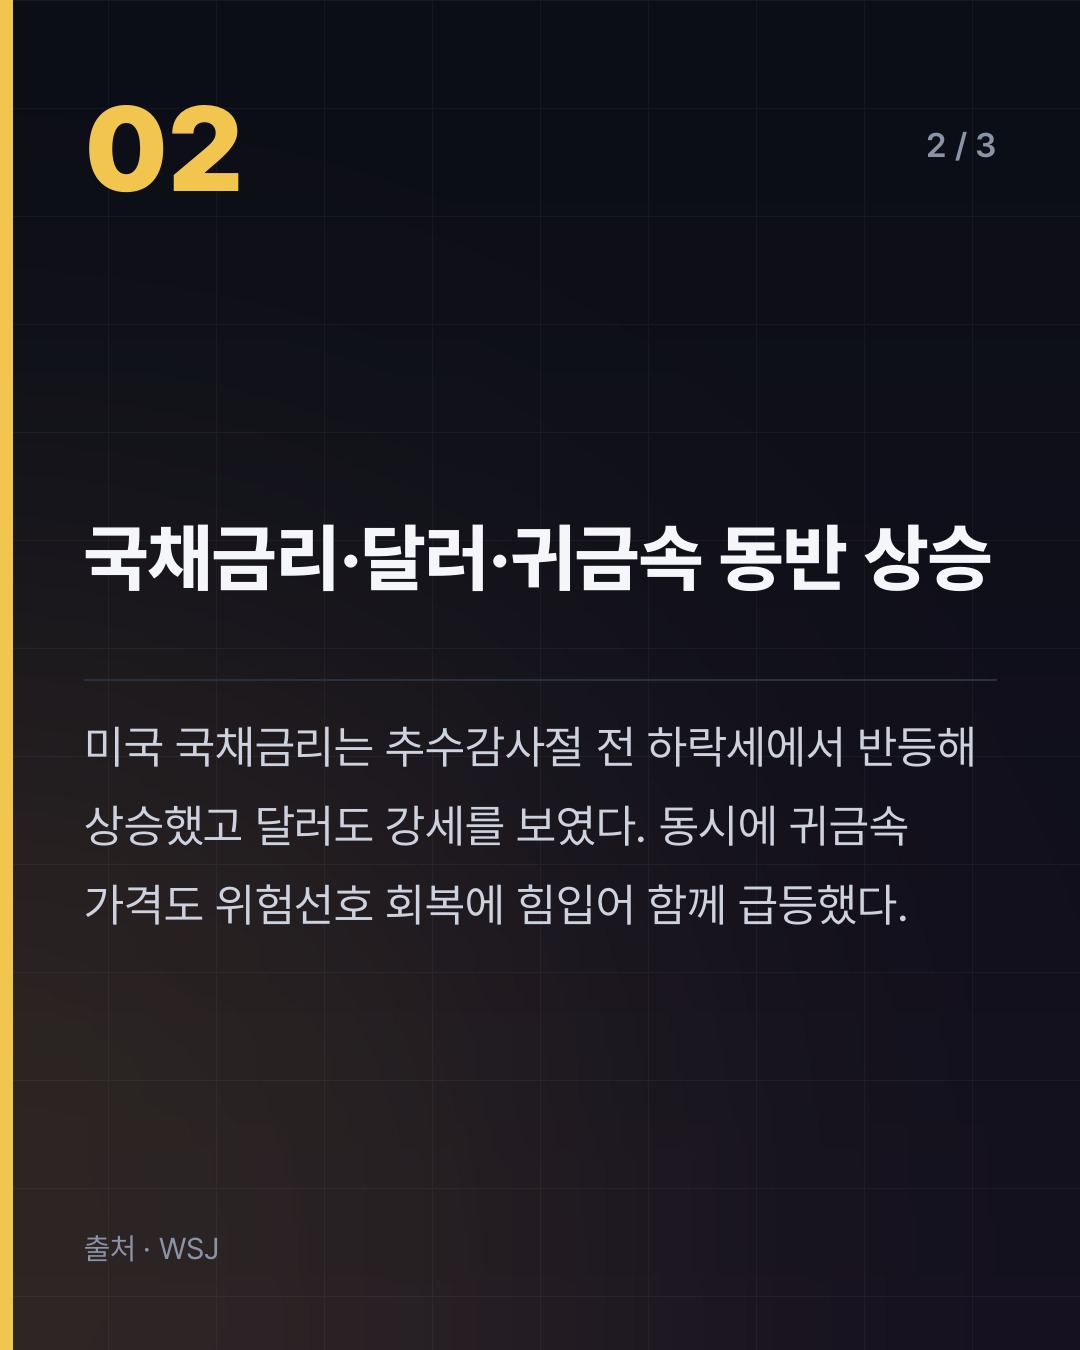 02
2 / 3
국채금리·달러·귀금속 동반 상승
미국 국채금리는 추수감사절 전 하락세에서 반등해
상승했고 달러도 강세를 보였다. 동시에 귀금속
가격도 위험선호 회복에 힘입어 함께 급등했다.
출처 · WSJ